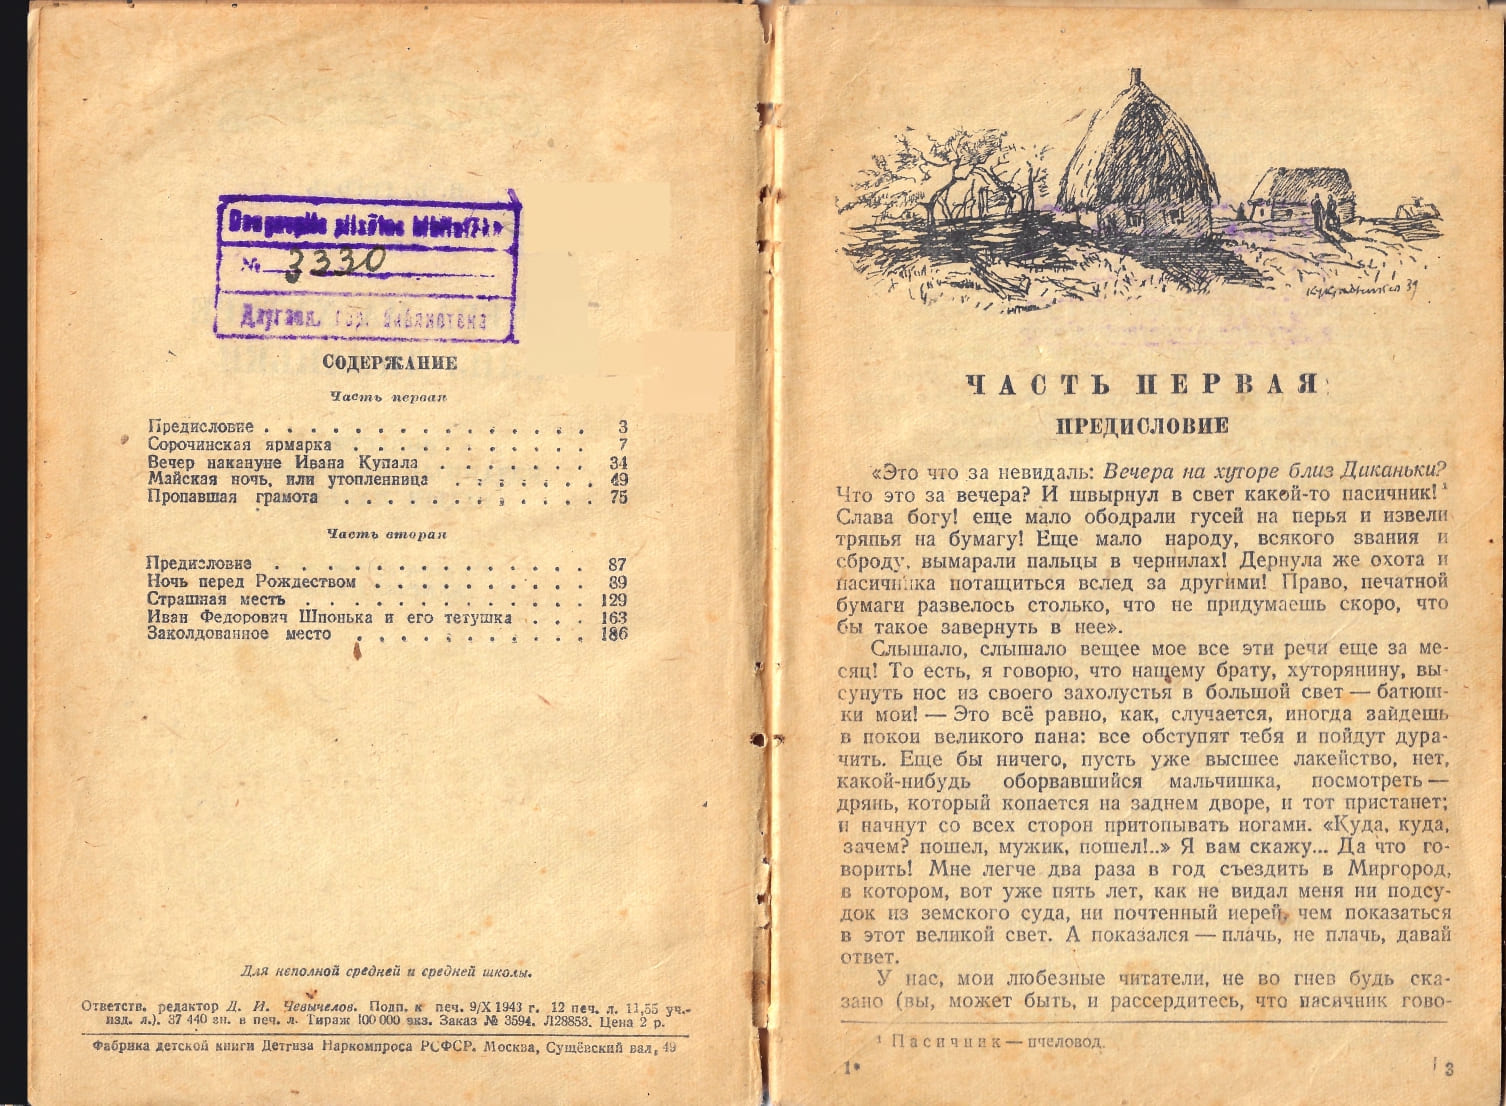 Daugavpils pilsētas bibliotēka
№ 3330
Даугавп. гор. библиотека
СОДЕРЖАНИЕ
Часть первая
Предисловие . . . . . . . . . . . . . . . 3
Сорочинская ярмарка . . . . . . . . . . . 7
Вечер накануне Ивана Купала . . . . . . . 34
Майская ночь, или утопленница . . . . . . 49
Пропавшая грамота . . . . . . . . . . . 75
Часть вторая
Предисловие . . . . . . . . . . . . . . 87
Ночь перед Рождеством . . . . . . . . . . 89
Страшная месть . . . . . . . . . . . . . 129
Иван Федорович Шпонька и его тетушка . . . 163
Заколдованное место . . . . . . . . . . . 186
Для неполной средней и средней школы.
Ответств. редактор Д. И. Чевычелов. Подп. к печ. 9/X 1943 г. 12 печ. л. 11,55 уч.-
изд. л.). 37 440 зн. в печ. л. Тираж 100 000 экз. Заказ № 3594. Л28853. Цена 2 р.
Фабрика детской книги Детгиза Наркомпроса РСФСР. Москва, Сущёвский вал, 49
Кукрыниксы 39
ЧАСТЬ ПЕРВАЯ
ПРЕДИСЛОВИЕ
«Это что за невидаль: Вечера на хуторе близ Диканьки?
Что это за вечера? И швырнул в свет какой-то пасичник!¹
Слава богу! еще мало ободрали гусей на перья и извели
тряпья на бумагу! Еще мало народу, всякого звания и
сброду, вымарали пальцы в чернилах! Дернула же охота и
пасичника потащиться вслед за другими! Право, печатной
бумаги развелось столько, что не придумаешь скоро, что
бы такое завернуть в нее».
Слышало, слышало вещее мое все эти речи еще за ме-
сяц! То есть, я говорю, что нашему брату, хуторянину, вы-
сунуть нос из своего захолустья в большой свет — батюш-
ки мои! — Это всё равно, как, случается, иногда зайдешь
в покои великого пана: все обступят тебя и пойдут дура-
чить. Еще бы ничего, пусть уже высшее лакейство, нет,
какой-нибудь оборвавшийся мальчишка, посмотреть —
дрянь, который копается на заднем дворе, и тот пристанет;
и начнут со всех сторон притопывать ногами. «Куда, куда,
зачем? пошел, мужик, пошел!..» Я вам скажу... Да что го-
ворить! Мне легче два раза в год съездить в Миргород,
в котором, вот уже пять лет, как не видал меня ни подсу-
док из земского суда, ни почтенный иерей, чем показаться
в этот великой свет. А показался — плачь, не плачь, давай
ответ.
У нас, мои любезные читатели, не во гнев будь ска-
зано (вы, может быть, и рассердитесь, что пасичник гово-
¹ Пасичник — пчеловод.
1*
3